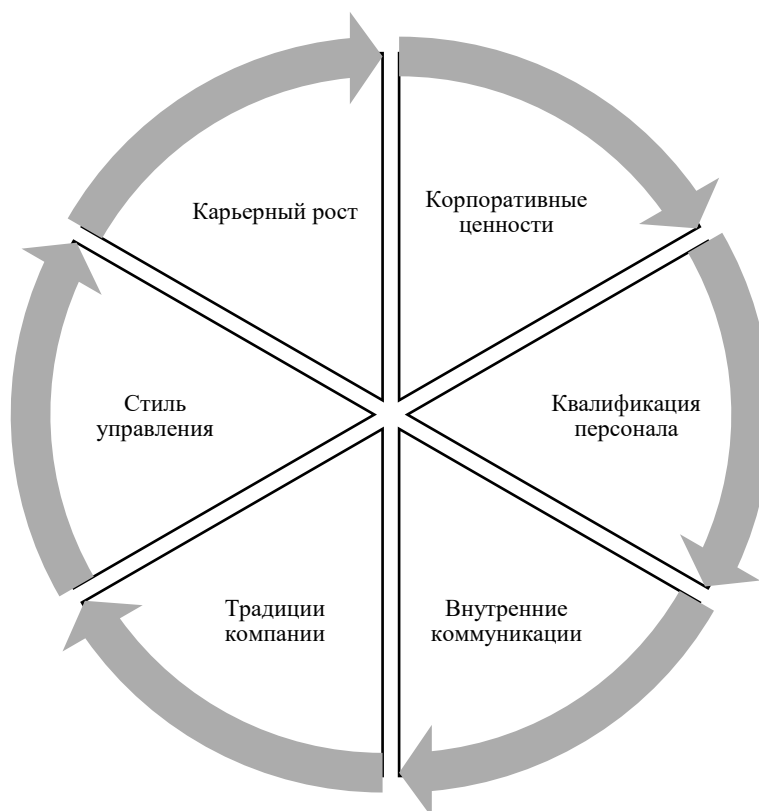 Карьерный рост
Корпоративные
ценности
Стиль
управления
Квалификация
персонала
Традиции
компании
Внутренние
коммуникации